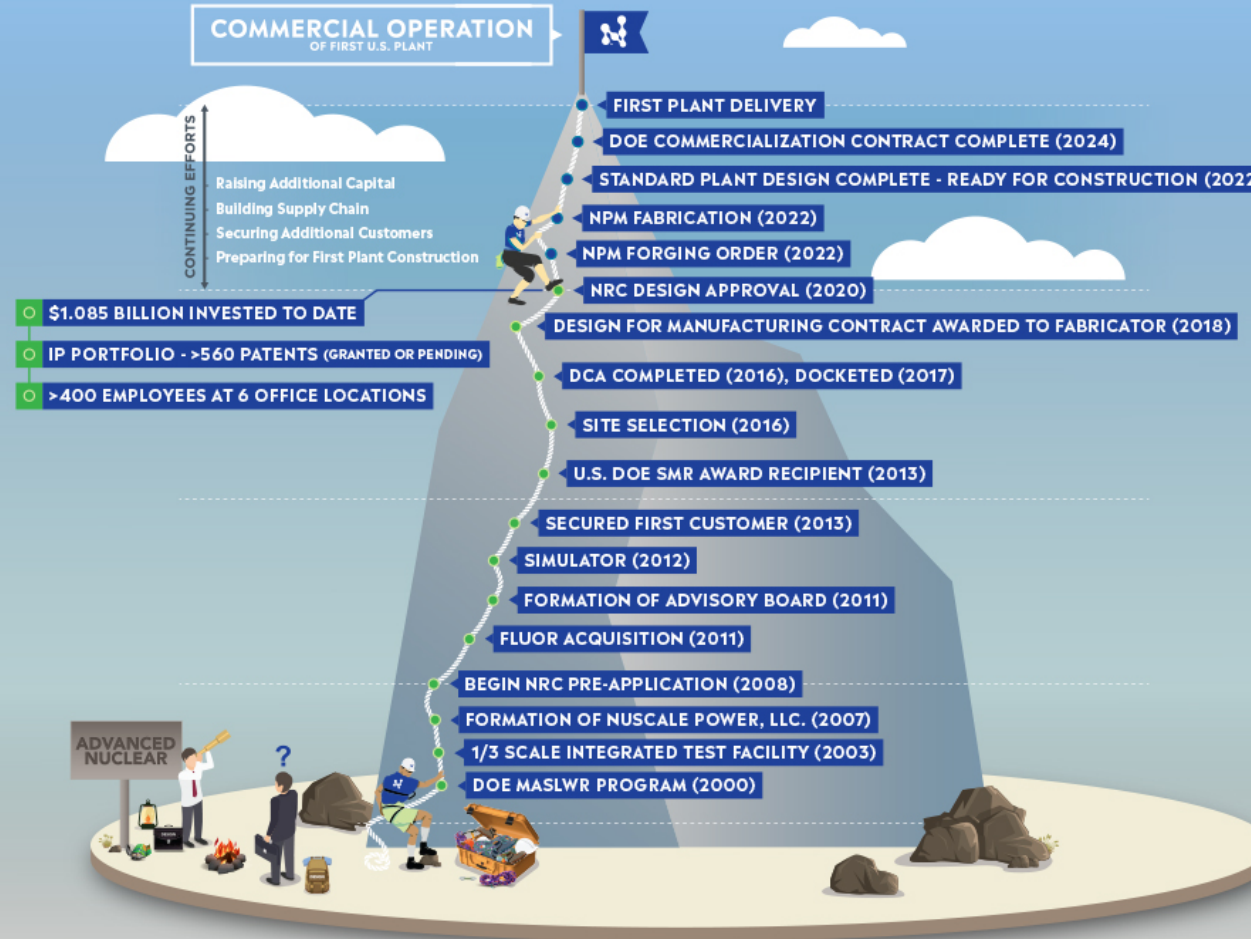 COMMERCIAL OPERATION
OF FIRST U.S. PLANT
FIRST PLANT DELIVERY
DOE COMMERCIALIZATION CONTRACT COMPLETE (2024)
STANDARD PLANT DESIGN COMPLETE - READY FOR CONSTRUCTION (2022
NPM FABRICATION (2022)
NPM FORGING ORDER (2022)
NRC DESIGN APPROVAL (2020)
DESIGN FOR MANUFACTURING CONTRACT AWARDED TO FABRICATOR (2018)
DCA COMPLETED (2016), DOCKETED (2017)
SITE SELECTION (2016)
U.S. DOE SMR AWARD RECIPIENT (2013)
SECURED FIRST CUSTOMER (2013)
SIMULATOR (2012)
FORMATION OF ADVISORY BOARD (2011)
FLUOR ACQUISITION (2011)
BEGIN NRC PRE-APPLICATION (2008)
FORMATION OF NUSCALE POWER, LLC. (2007)
1/3 SCALE INTEGRATED TEST FACILITY (2003)
DOE MASLWR PROGRAM (2000)
CONTINUING EFFORTS
Raising Additional Capital
Building Supply Chain
Securing Additional Customers
Preparing for First Plant Construction
$1.085 BILLION INVESTED TO DATE
IP PORTFOLIO - >560 PATENTS (GRANTED OR PENDING)
>400 EMPLOYEES AT 6 OFFICE LOCATIONS
ADVANCED
NUCLEAR
?